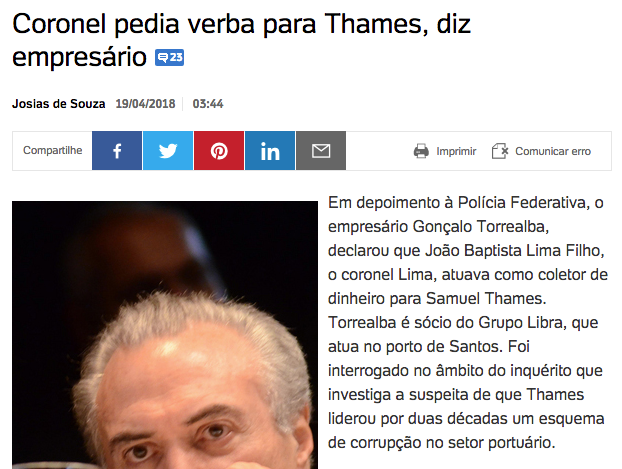 Coronel pedia verba para Thames, diz
empresário 23
Josias de Souza 19/04/2018 03:44
Compartilhe f in Imprimir Comunicar erro
Em depoimento à Polícia Federativa, o
empresário Gonçalo Torrealba,
declarou que João Baptista Lima Filho,
o coronel Lima, atuava como coletor de
dinheiro para Samuel Thames.
Torrealba é sócio do Grupo Libra, que
atua no porto de Santos. Foi
interrogado no âmbito do inquérito que
investiga a suspeita de que Thames
liderou por duas décadas um esquema
de corrupção no setor portuário.